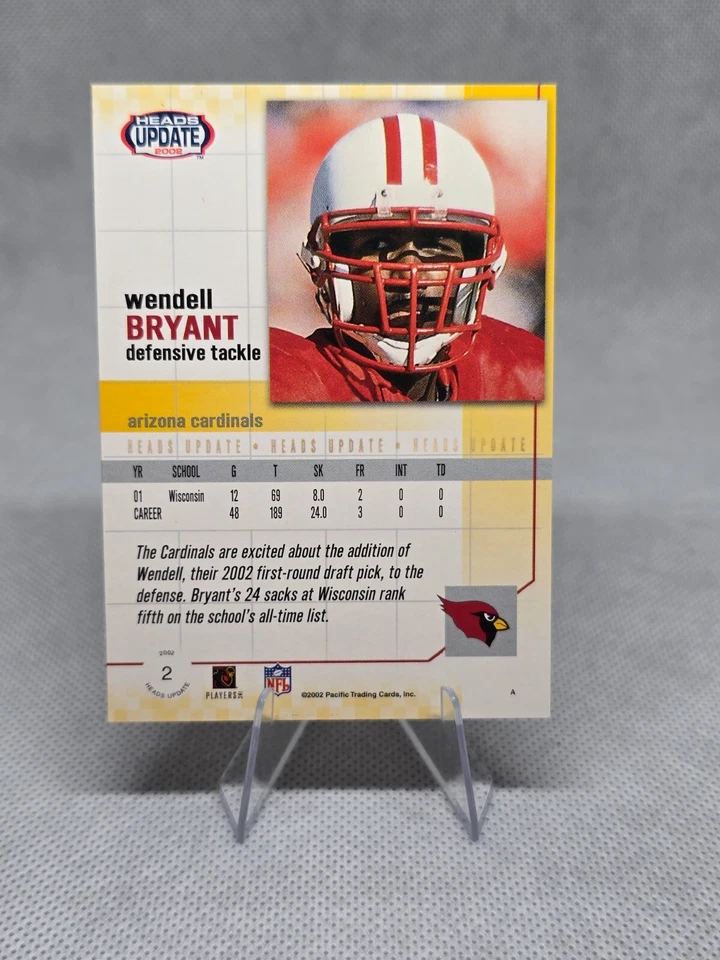 HEADS
UPDATE
2002
TM
wendell
BRYANT
defensive tackle
arizona cardinals
HEADS UPDATE • HEADS UPDATE • HEADS UPDATE
YR SCHOOL G T SK FR INT TD
01 Wisconsin 12 69 8.0 2 0 0
CAREER 48 189 24.0 3 0 0
The Cardinals are excited about the addition of
Wendell, their 2002 first-round draft pick, to the
defense. Bryant's 24 sacks at Wisconsin rank
fifth on the school's all-time list.
2002
2
HEADS UPDATE
PLAYERS INC
NFL
©2002 Pacific Trading Cards, Inc.
A